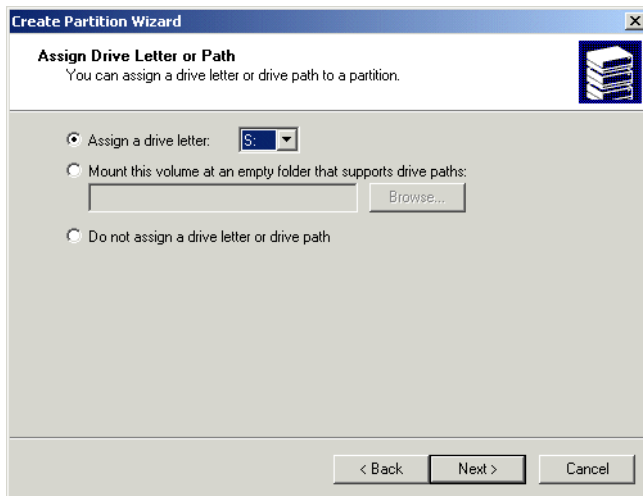 Create Partition Wizard
Assign Drive Letter or Path
You can assign a drive letter or drive path to a partition.
Assign a drive letter: S:
Mount this volume at an empty folder that supports drive paths:
Browse...
Do not assign a drive letter or drive path
< Back Next > Cancel